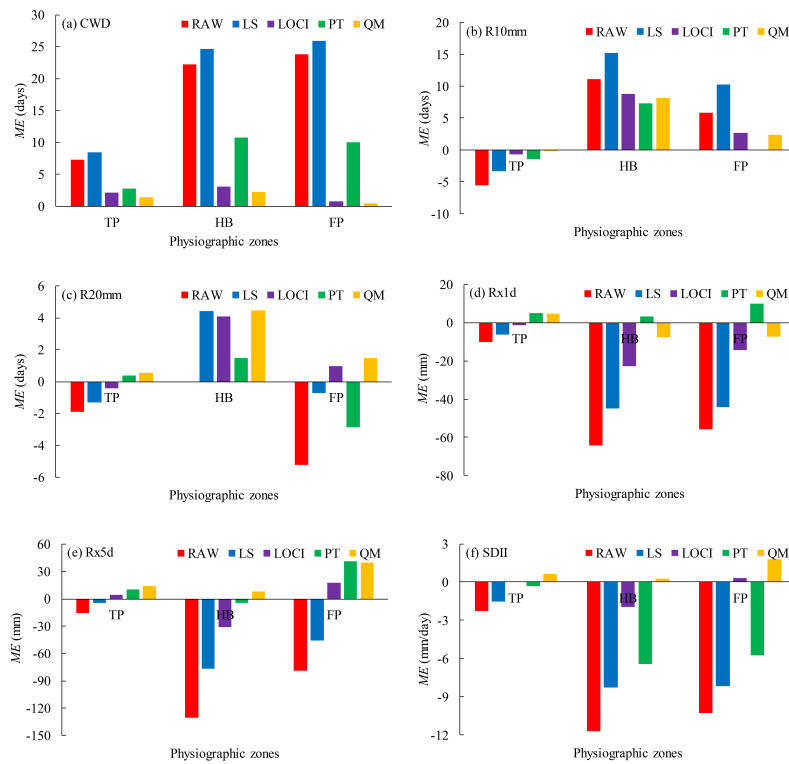 (a) CWD
RAW LS LOCI PT QM
30
25
20
15
10
5
0
ME (days)
TP HB FP
Physiographic zones
(b) R10mm
RAW LS LOCI PT QM
20
15
10
5
0
-5
-10
ME (days)
TP HB FP
Physiographic zones
(c) R20mm
RAW LS LOCI PT QM
6
4
2
0
-2
-4
-6
ME (days)
TP HB FP
Physiographic zones
(d) Rx1d
RAW LS LOCI PT QM
20
0
-20
-40
-60
-80
ME (mm)
TP HB FP
Physiographic zones
(e) Rx5d
RAW LS LOCI PT QM
60
30
0
-30
-60
-90
-120
-150
ME (mm)
TP HB FP
Physiographic zones
(f) SDII
RAW LS LOCI PT QM
3
0
-3
-6
-9
-12
ME (mm/day)
TP HB FP
Physiographic zones